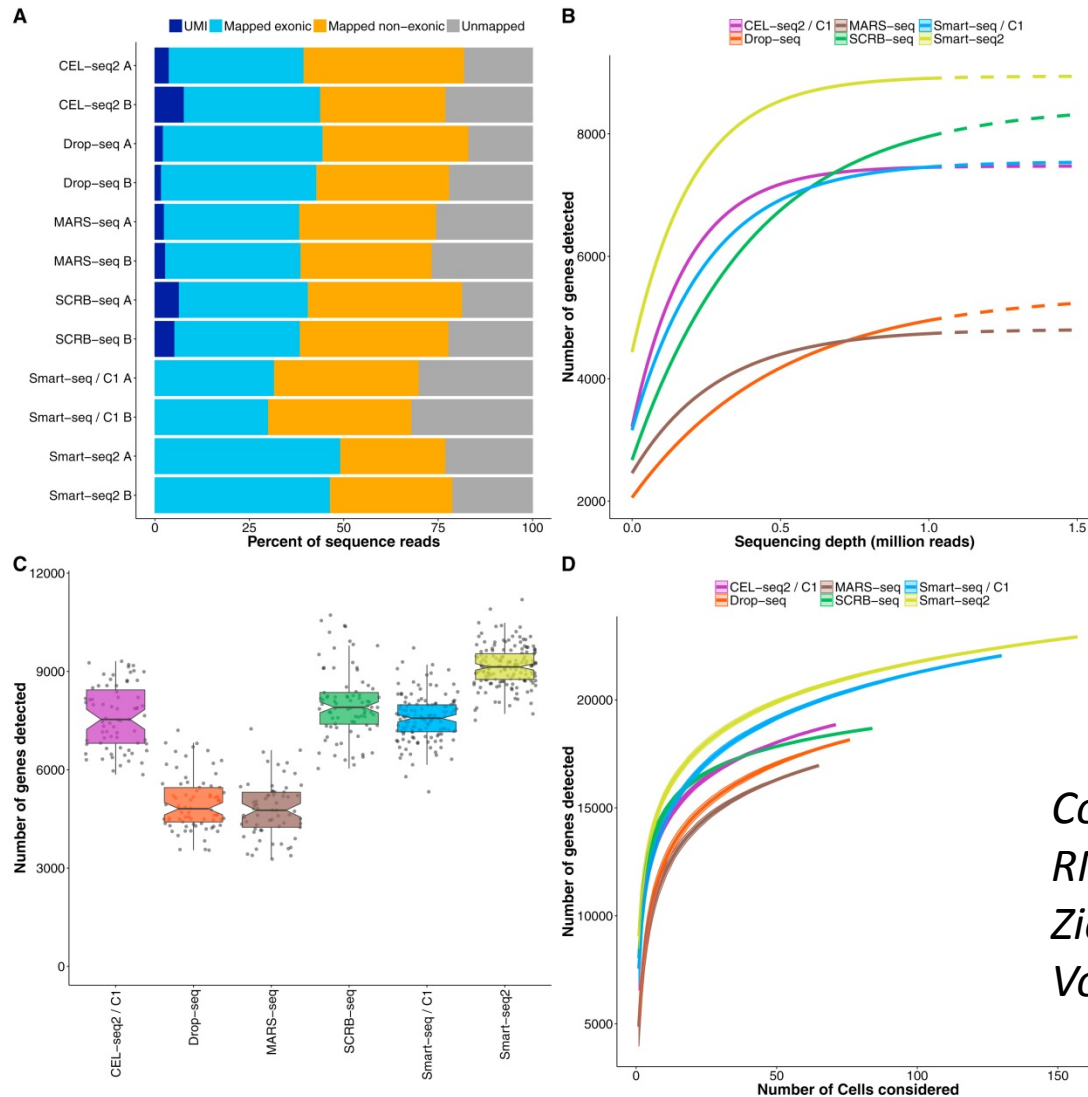 A
UMI Mapped exonic Mapped non-exonic Unmapped
CEL-seq2 A
CEL-seq2 B
Drop-seq A
Drop-seq B
MARS-seq A
MARS-seq B
SCRB-seq A
SCRB-seq B
Smart-seq / C1 A
Smart-seq / C1 B
Smart-seq2 A
Smart-seq2 B
0 25 50 75 100
Percent of sequence reads
B
CEL-seq2 / C1 MARS-seq Smart-seq / C1
Drop-seq SCRB-seq Smart-seq2
Number of genes detected
8000
6000
4000
2000
0.0 0.5 1.0 1.5
Sequencing depth (million reads)
C
Number of genes detected
12000
9000
6000
3000
0
CEL-seq2 / C1
Drop-seq
MARS-seq
SCRB-seq
Smart-seq / C1
Smart-seq2
D
CEL-seq2 / C1 MARS-seq Smart-seq / C1
Drop-seq SCRB-seq Smart-seq2
Number of genes detected
20000
15000
10000
5000
0 50 100 150
Number of Cells considered